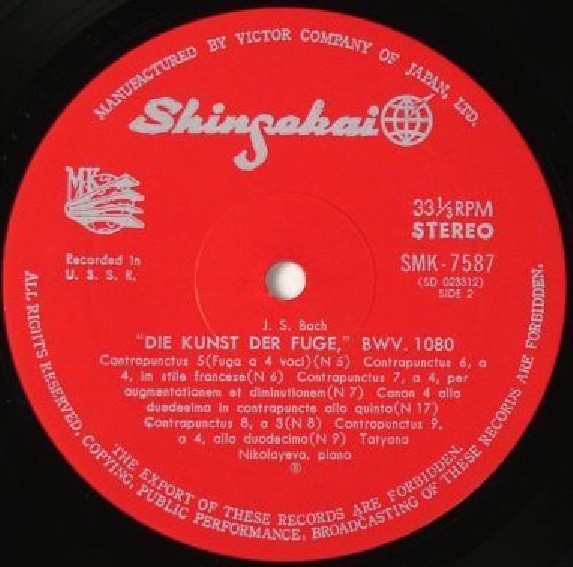 MANUFACTURED BY VICTOR COMPANY OF JAPAN, LTD.
Shinsekai
MK
33⅓RPM
STEREO
Recorded in
U. S. S. R.
SMK-7587
(SD 023312)
SIDE 2
J. S. Bach
"DIE KUNST DER FUGE," BWV. 1080
Contrapunctus 5(Fuga a 4 voci)(N 5) Contrapunctus 6, a
4, im stile francese(N 6) Contrapunctus 7, a 4, per
augmentationem et diminutionem(N 7) Canon 4 alla
duedesima in contrapuncte alla quinta(N 17)
Contrapunctus 8, a 3(N 8) Contrapunctus 9,
a 4, alla duodecima(N 9) Tatyana
Nikolayeva, piano
Ⓟ
ALL RIGHTS RESERVED, COPYING, PUBLIC PERFORMANCE, BROADCASTING OF THESE RECORDS ARE FORBIDDEN.
THE EXPORT OF THESE RECORDS ARE FORBIDDEN.